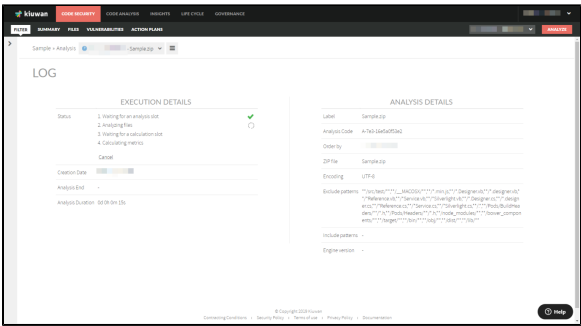 kiuwan
CODE SECURITY CODE ANALYSIS INSIGHTS LIFE CYCLE GOVERNANCE
FILTER SUMMARY FILES VULNERABILITIES ACTION PLANS
ANALYZE
Sample » Analysis -Sample.zip
LOG
EXECUTION DETAILS
Status
1. Waiting for an analysis slot
2. Analyzing files
3. Waiting for a calculation slot
4. Calculating metrics
Cancel
Creation Date
Analysis End -
Analysis Duration 0d 0h 0m 15s
ANALYSIS DETAILS
Label Sample.zip
Analysis Code
Order by
ZIP file Sample.zip
Encoding UTF-8
Exclude patterns
Include patterns -
Engine version -
© Copyright 2018 Kiuwan
Contracting Conditions | Security Policy | Terms of use | Privacy Policy | Documentation
Help